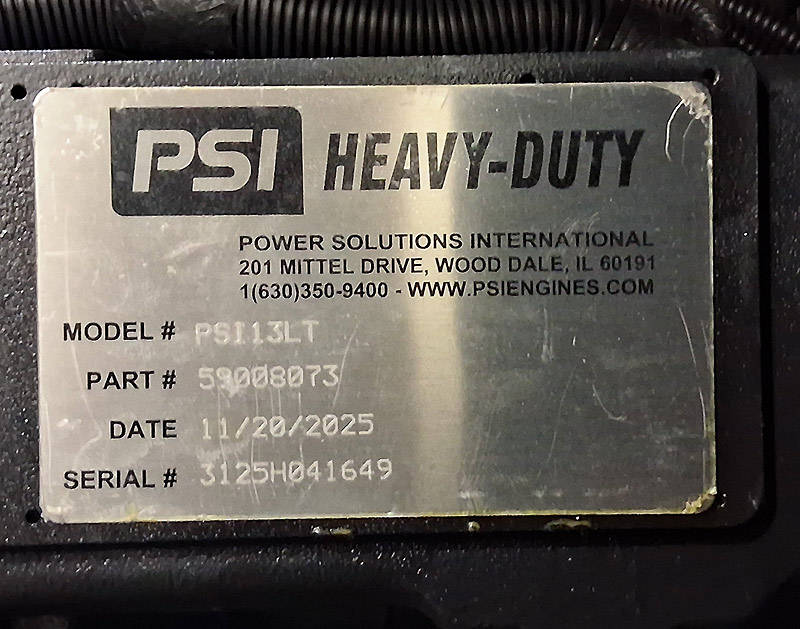 PSI HEAVY-DUTY
POWER SOLUTIONS INTERNATIONAL
201 MITTEL DRIVE, WOOD DALE, IL 60191
1(630)350-9400 - WWW.PSIENGINES.COM
MODEL # PSI13LT
PART # 59008073
DATE 11/20/2025
SERIAL # 3125H041649